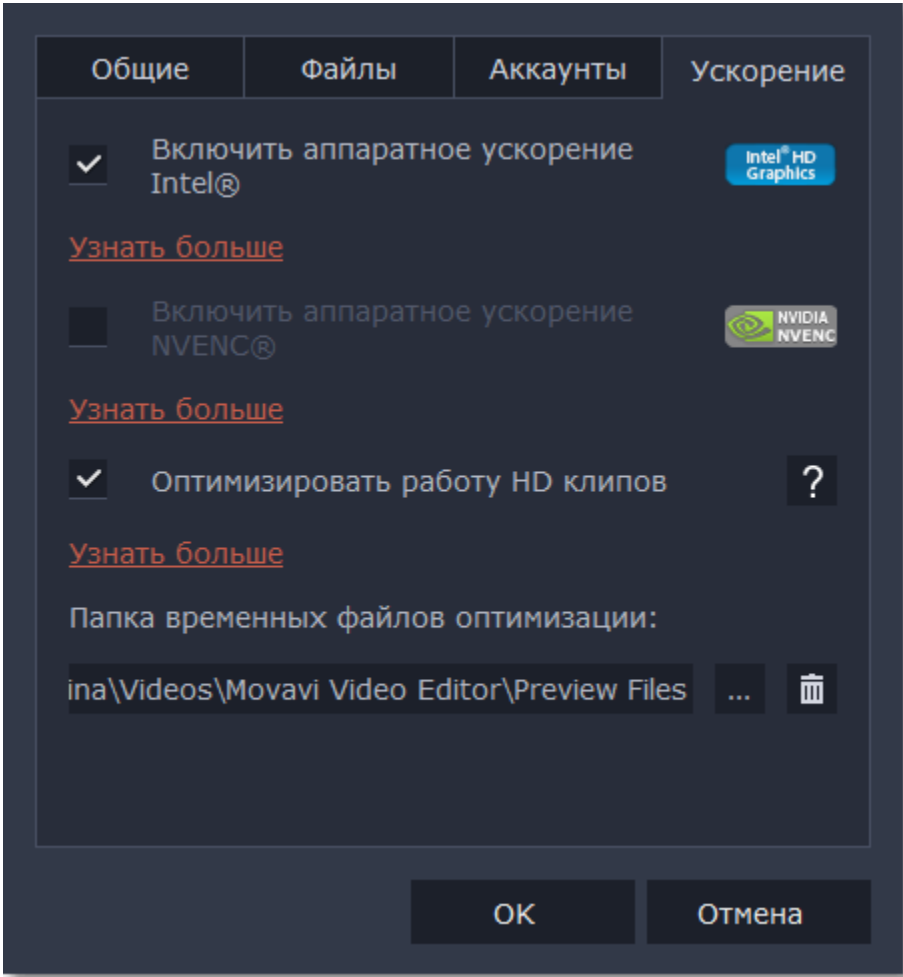 Общие Файлы Аккаунты Ускорение
Включить аппаратное ускорение
Intel®
Intel® HD
Graphics
Узнать больше
Включить аппаратное ускорение
NVENC®
NVIDIA
NVENC
Узнать больше
Оптимизировать работу HD клипов ?
Узнать больше
Папка временных файлов оптимизации:
ina\Videos\Movavi Video Editor\Preview Files ...
OK Отмена